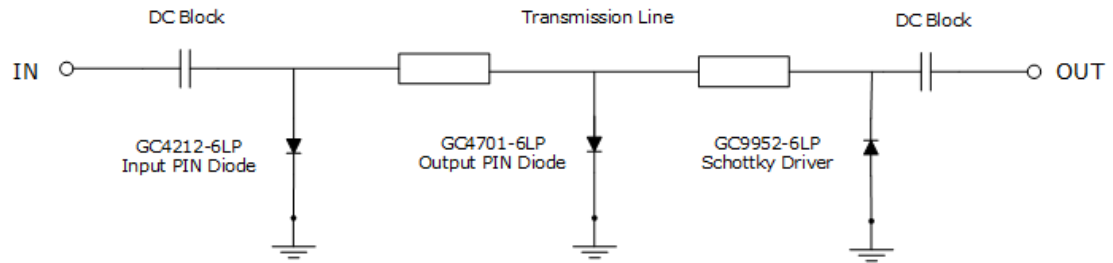 DC Block
Transmission Line
DC Block
IN
OUT
GC4212-6LP
Input PIN Diode
GC4701-6LP
Output PIN Diode
GC9952-6LP
Schottky Driver